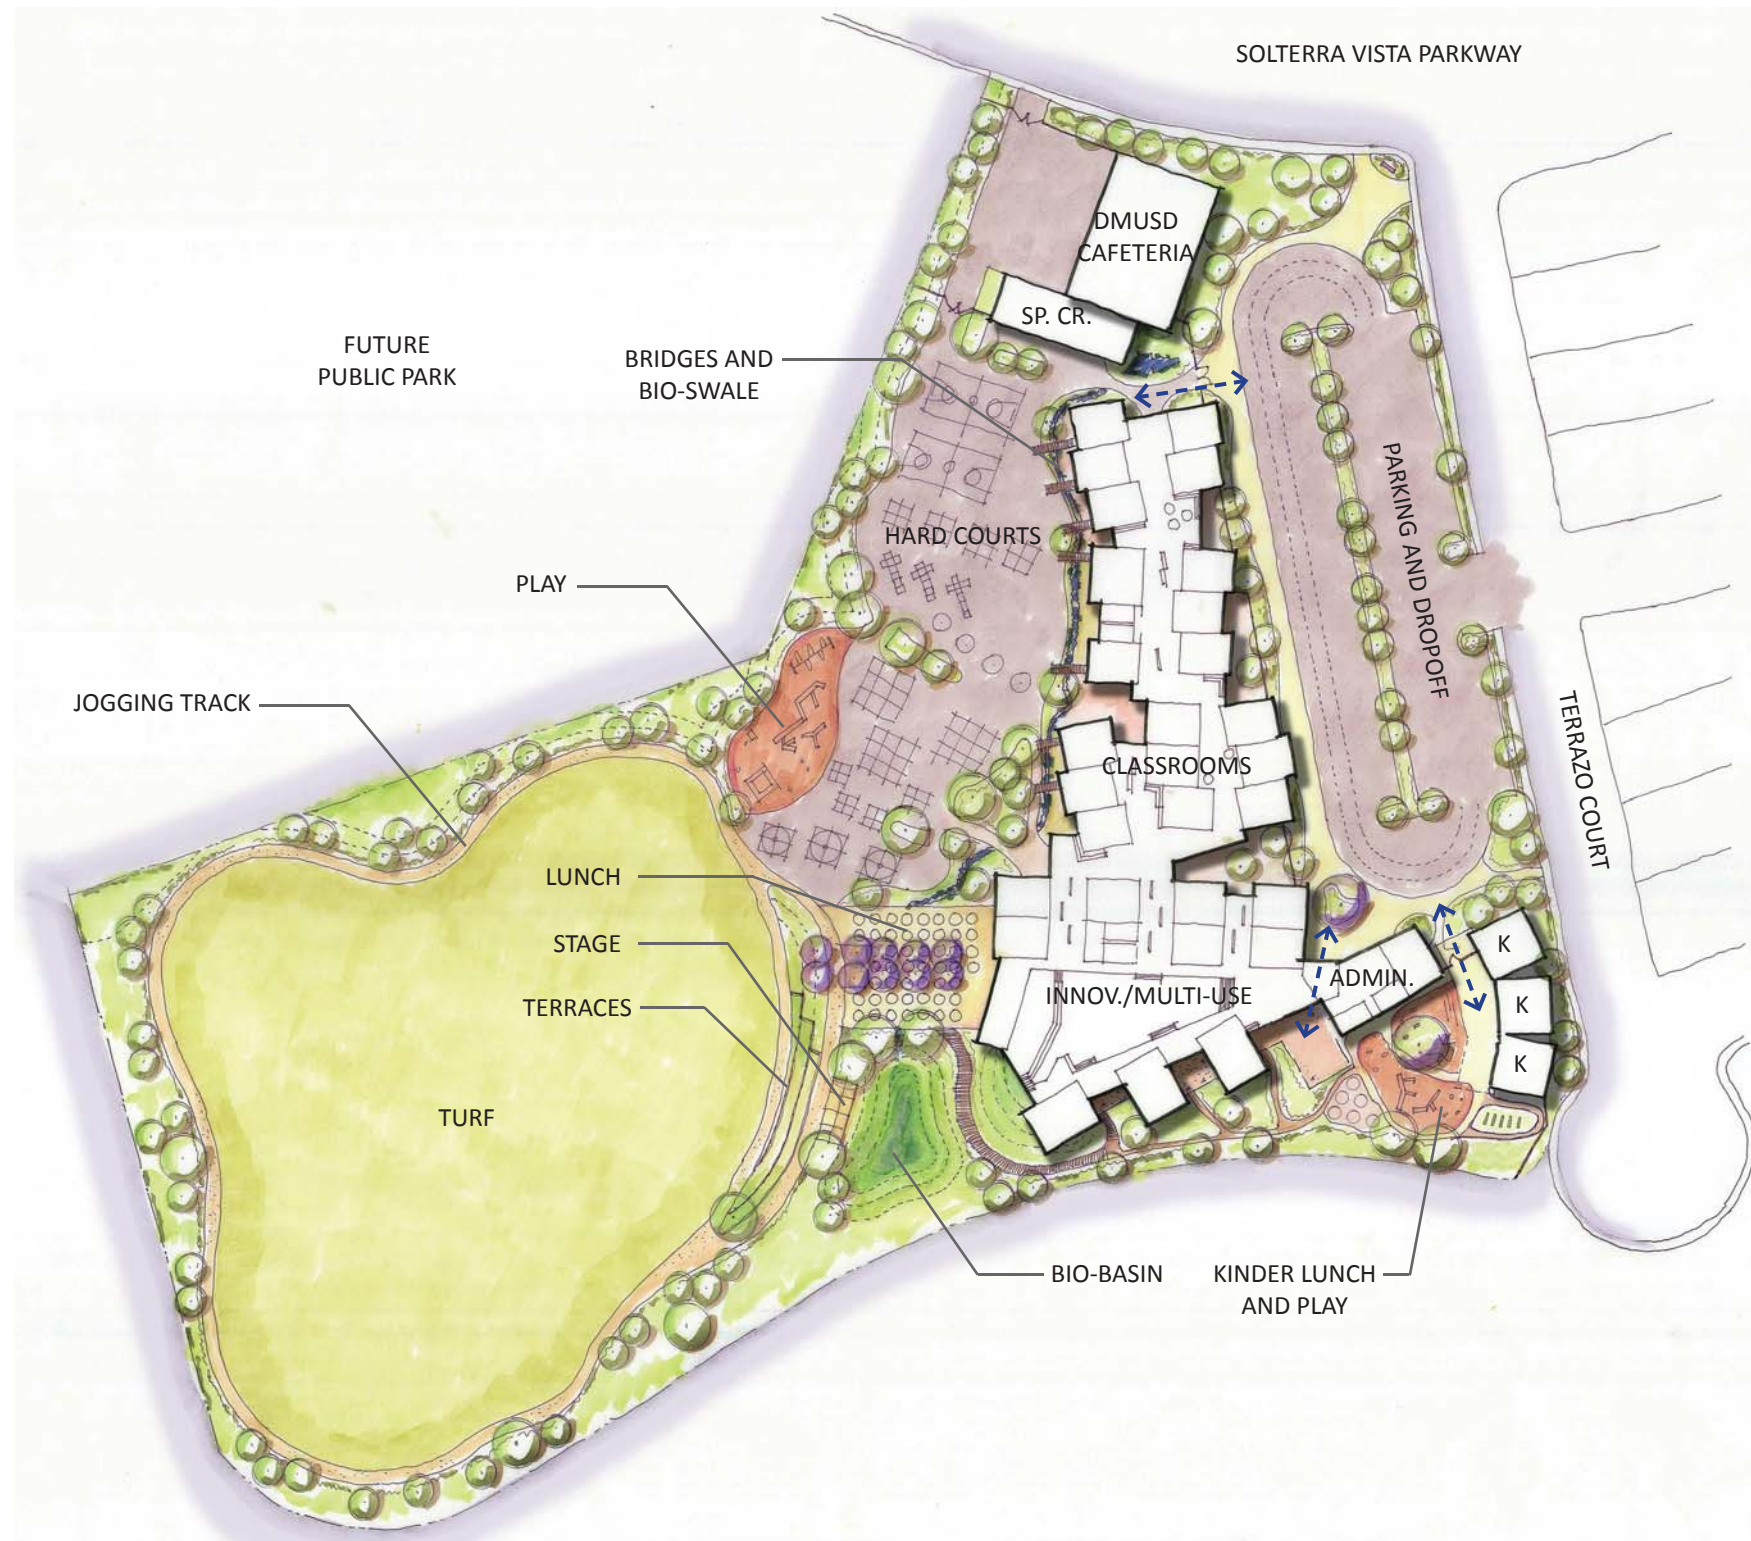 SOLTERRA VISTA PARKWAY
DMUSD
CAFETERIA
SP. CR.
FUTURE
PUBLIC PARK
BRIDGES AND
BIO-SWALE
PARKING AND DROPOFF
HARD COURTS
PLAY
JOGGING TRACK
TERRAZO COURT
CLASSROOMS
LUNCH
STAGE
K
ADMIN.
INNOV./MULTI-USE
TERRACES
K
K
TURF
BIO-BASIN
KINDER LUNCH
AND PLAY